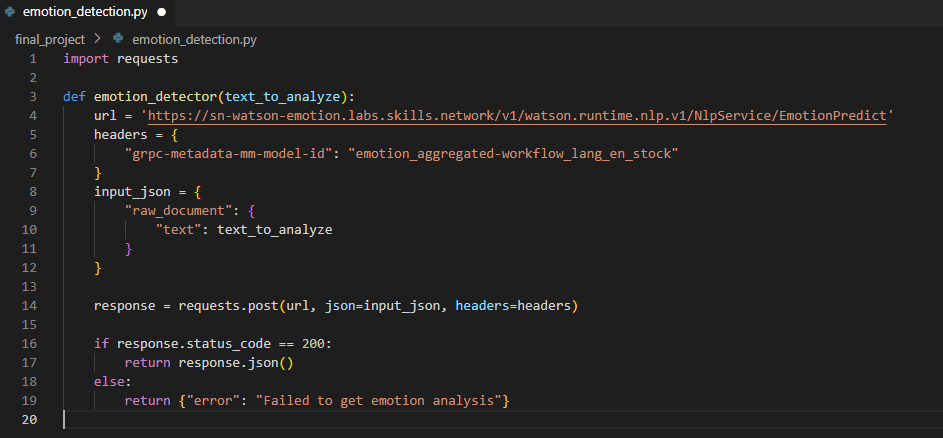 emotion_detection.py ●
final_project > emotion_detection.py
1 import requests
2
3 def emotion_detector(text_to_analyze):
4     url = 'https://sn-watson-emotion.labs.skills.network/v1/watson.runtime.nlp.v1/NlpService/EmotionPredict'
5     headers = {
6         "grpc-metadata-mm-model-id": "emotion_aggregated-workflow_lang_en_stock"
7     }
8     input_json = {
9         "raw_document": {
10             "text": text_to_analyze
11         }
12     }
13
14     response = requests.post(url, json=input_json, headers=headers)
15
16     if response.status_code == 200:
17         return response.json()
18     else:
19         return {"error": "Failed to get emotion analysis"}
20